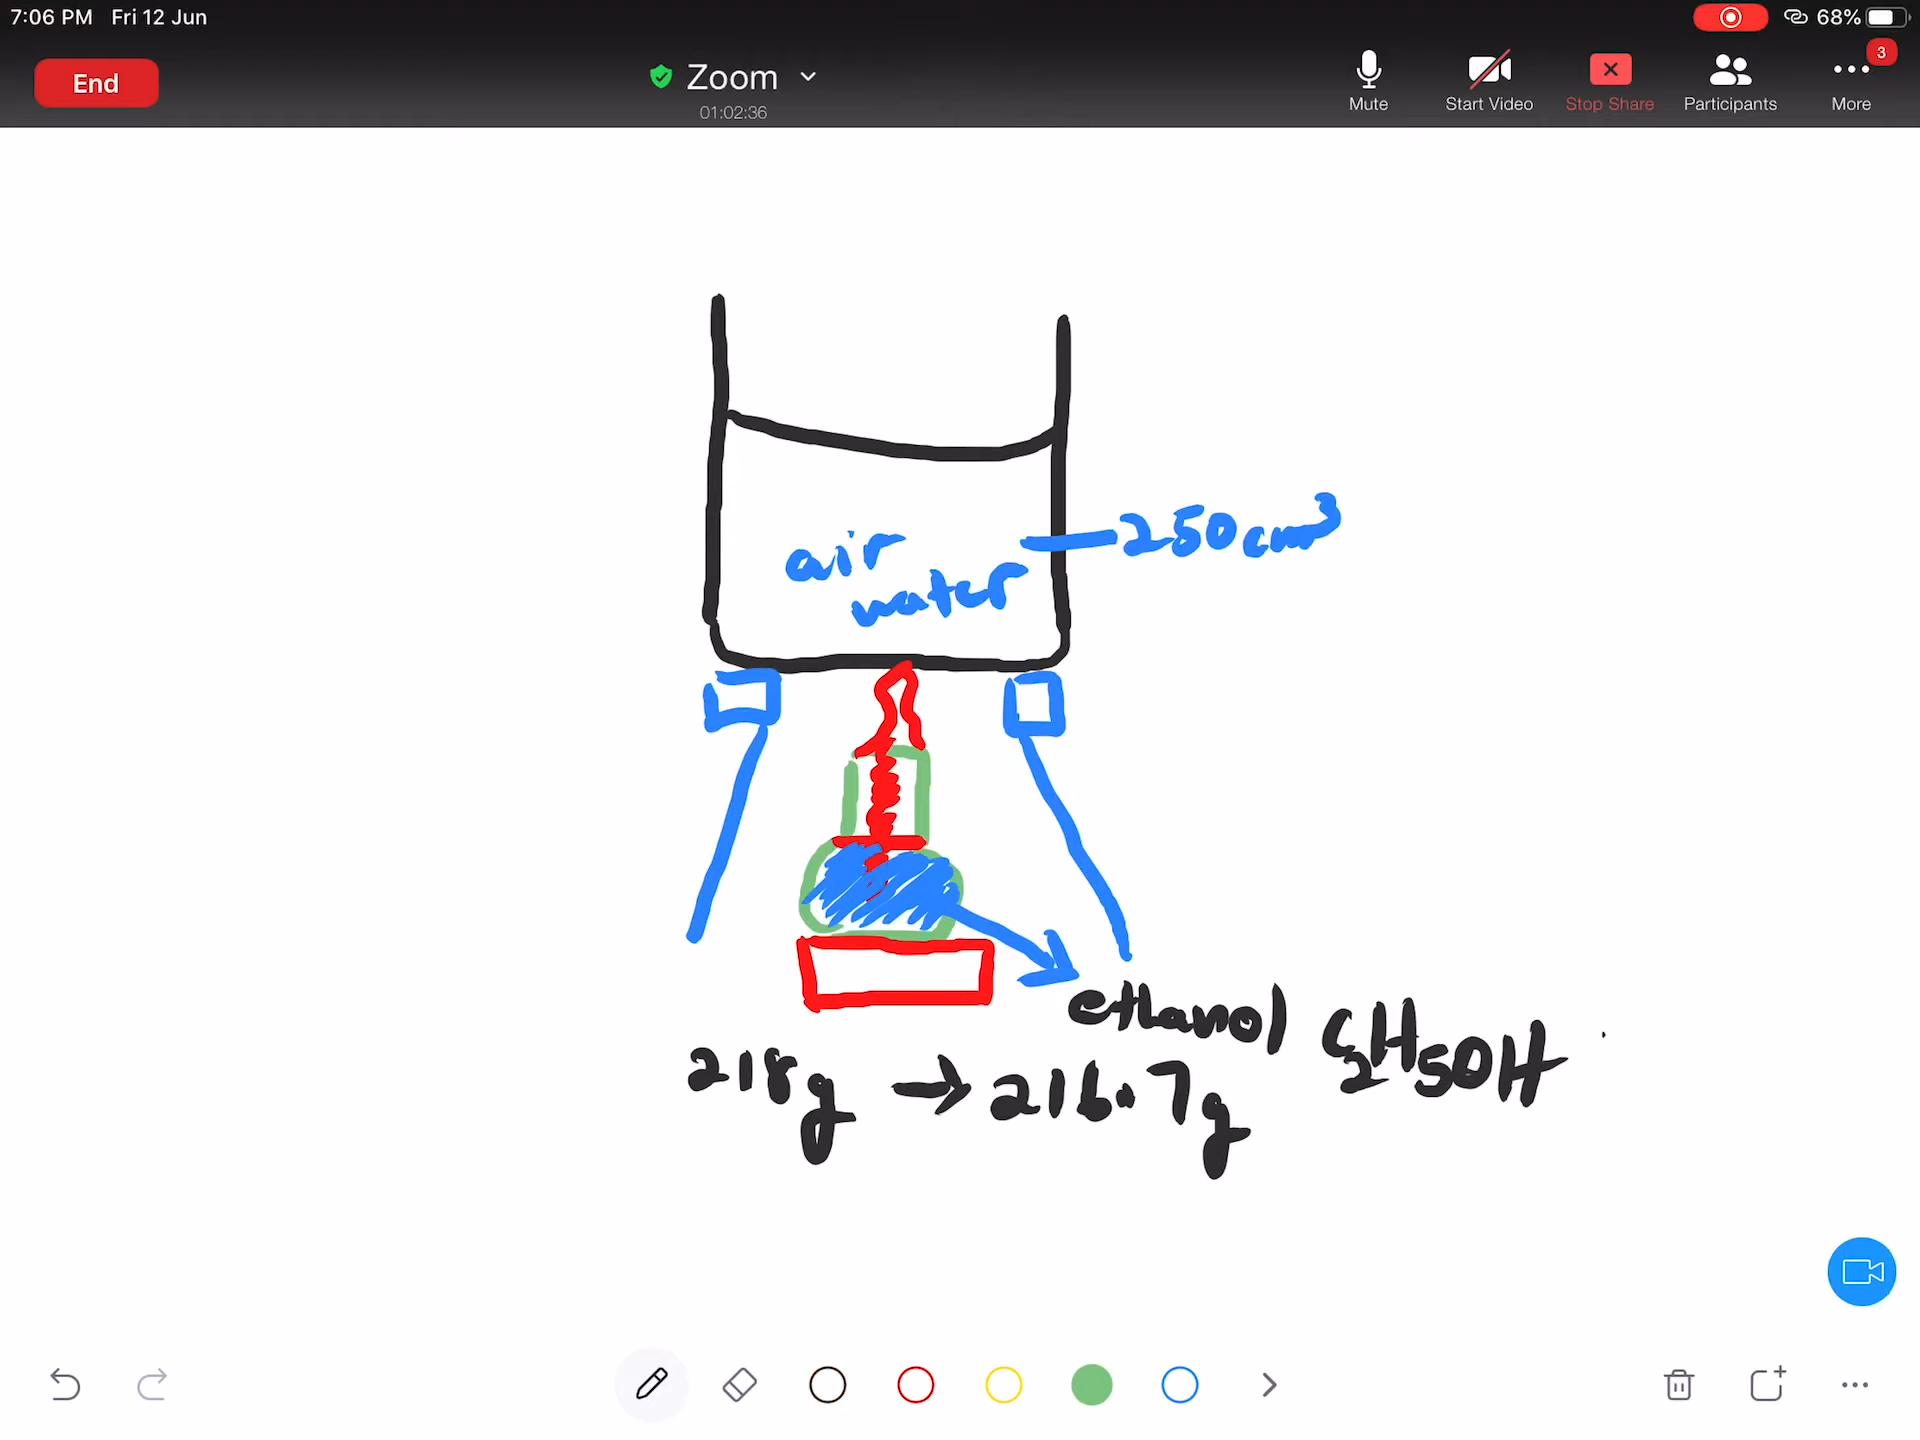 7:06 PM Fri 12 Jun
68%
End
Zoom
01:02:36
Mute
Start Video
Stop Share
Participants
3
More
250cm³
air
water
ethanol C₂H₅OH
218g → 216.7g